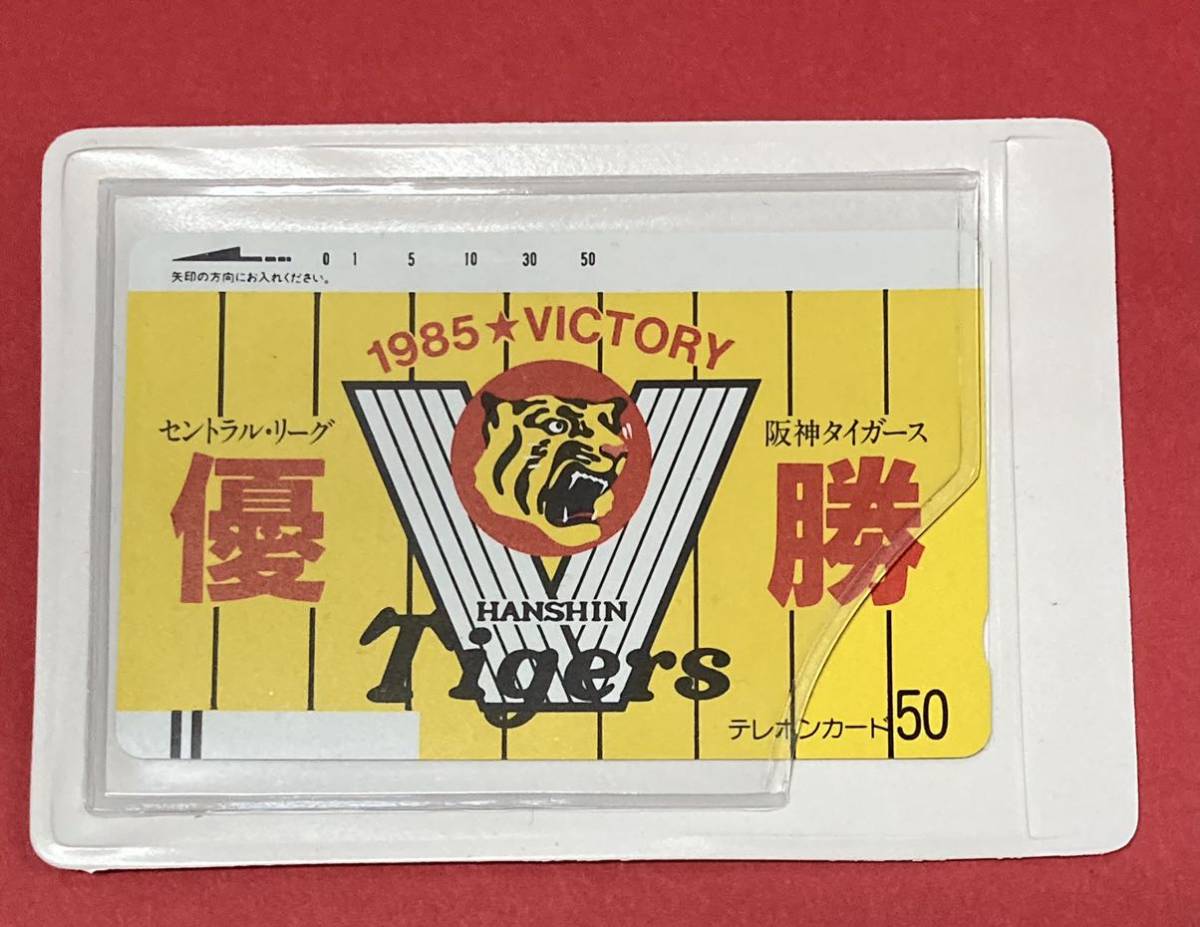 0 1 5 10 30 50
矢印の方向にお入れください。
1985★VICTORY
セントラル・リーグ
阪神タイガース
優勝
HANSHIN
Tigers
テレホンカード50